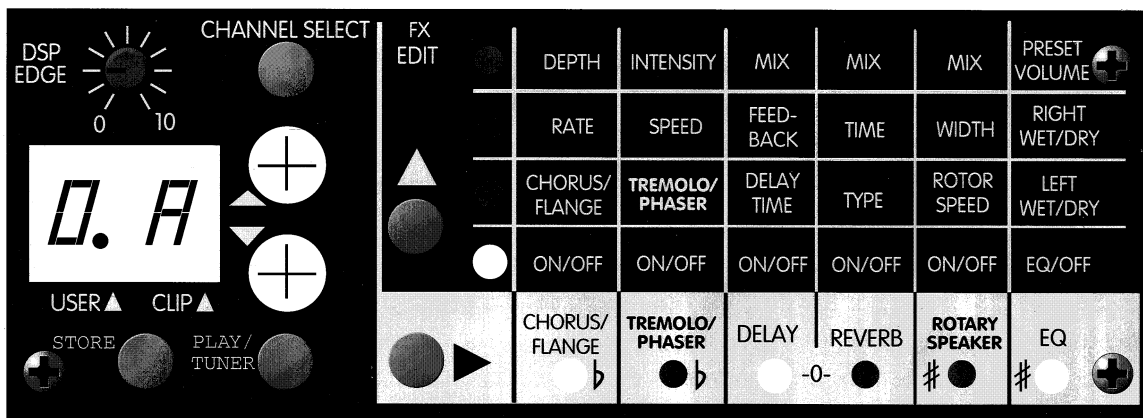 DSP
EDGE
0 10
CHANNEL SELECT
0. A
USER▲ CLIP▲
STORE
PLAY/
TUNER
FX
EDIT
DEPTH INTENSITY MIX MIX MIX PRESET
VOLUME
RATE SPEED FEED-
BACK TIME WIDTH RIGHT
WET/DRY
CHORUS/
FLANGE TREMOLO/
PHASER DELAY
TIME TYPE ROTOR
SPEED LEFT
WET/DRY
ON/OFF ON/OFF ON/OFF ON/OFF ON/OFF EQ/OFF
CHORUS/
FLANGE TREMOLO/
PHASER DELAY REVERB ROTARY
SPEAKER EQ
♭ ♭ -0- ♯ ♯